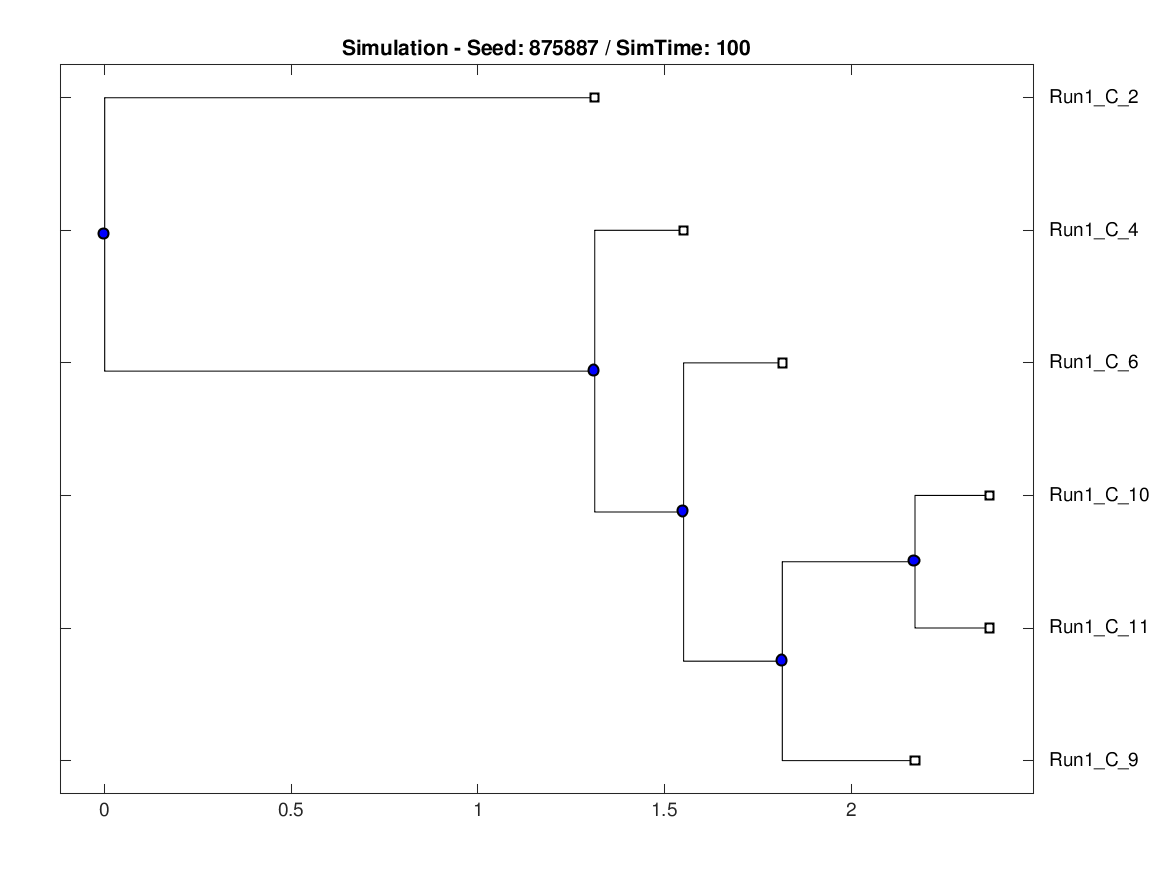 Simulation - Seed: 875887 / SimTime: 100
Run1_C_2
Run1_C_4
Run1_C_6
Run1_C_10
Run1_C_11
Run1_C_9
0 0.5 1 1.5 2